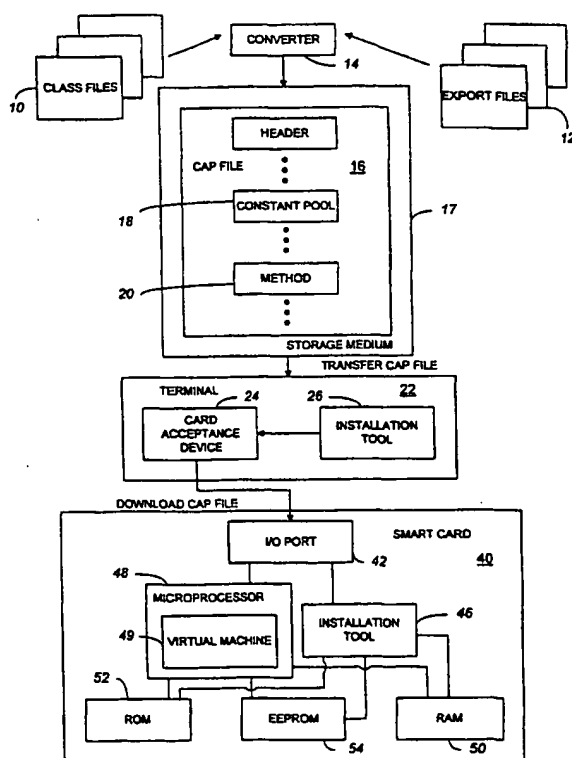 CONVERTER
14
CLASS FILES
10
EXPORT FILES
12
HEADER
CAP FILE
16
17
18
CONSTANT POOL
20
METHOD
STORAGE MEDIUM
TRANSFER CAP FILE
TERMINAL
24
26
22
CARD
ACCEPTANCE
DEVICE
INSTALLATION
TOOL
DOWNLOAD CAP FILE
I/O PORT
SMART CARD
40
42
48
MICROPROCESSOR
46
49
VIRTUAL MACHINE
INSTALLATION
TOOL
52
ROM
EEPROM
RAM
54
50